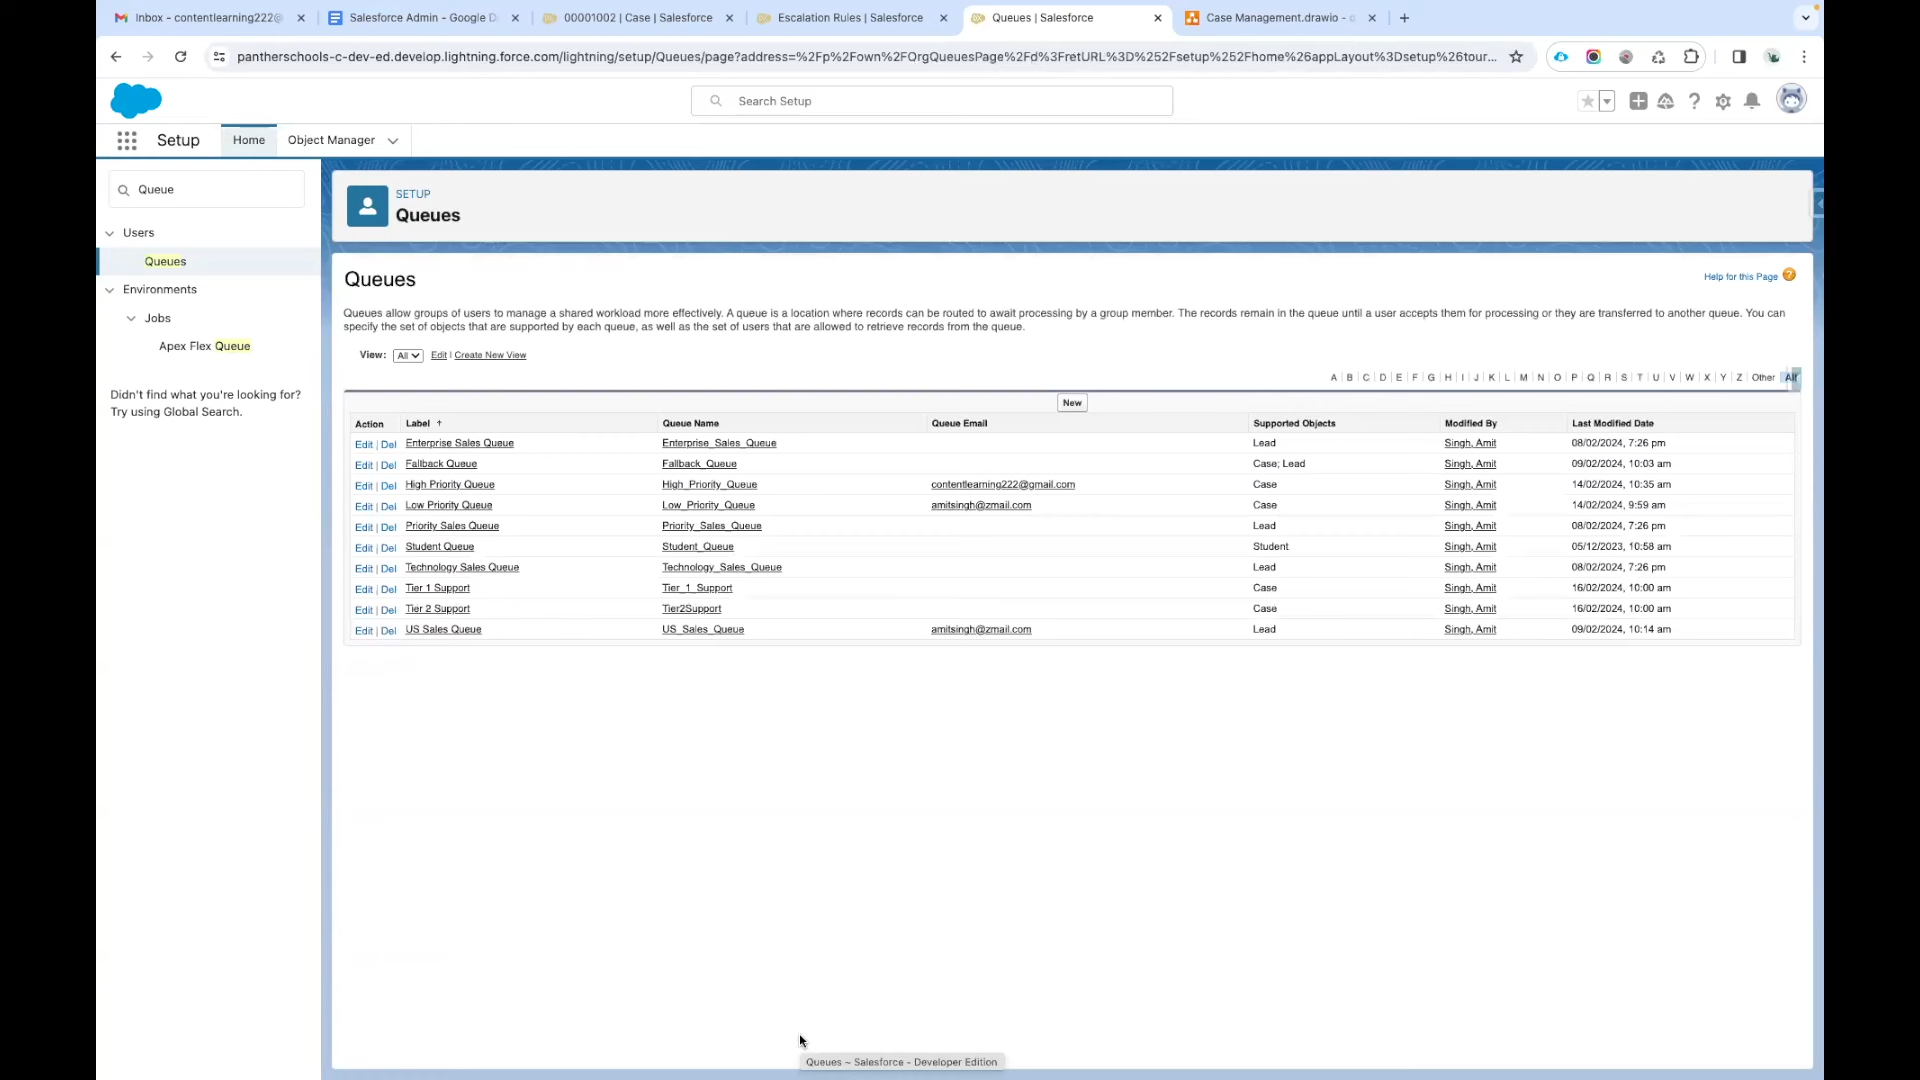 Inbox – contentlearning222@
Salesforce Admin - Google D
00001002 | Case | Salesforce
Escalation Rules | Salesforce
Queues | Salesforce
Case Management.drawio -
pantherschools-c-dev-ed.develop.lightning.force.com/lightning/setup/Queues/page?address=%2Fp%2Fown%2FOrgQueuesPage%2Fd%3FretURL%3D%252Fsetup%252Fhome%26appLayout%3Dsetup%26tour...
Search Setup
Setup
Home
Object Manager
Queue
Users
Queues
Environments
Jobs
Apex Flex Queue
Didn't find what you're looking for?
Try using Global Search.
SETUP
Queues
Queues
Help for this Page
Queues allow groups of users to manage a shared workload more effectively. A queue is a location where records can be routed to await processing by a group member. The records remain in the queue until a user accepts them for processing or they are transferred to another queue. You can
specify the set of objects that are supported by each queue, as well as the set of users that are allowed to retrieve records from the queue.
View: All Edit | Create New View
A | B | C | D | E | F | G | H | I | J | K | L | M | N | O | P | Q | R | S | T | U | V | W | X | Y | Z | Other | All
New
Action Label ↑ Queue Name Queue Email Supported Objects Modified By Last Modified Date
Edit | Del Enterprise Sales Queue Enterprise_Sales_Queue Lead Singh, Amit 08/02/2024, 7:26 pm
Edit | Del Fallback Queue Fallback_Queue Case; Lead Singh, Amit 09/02/2024, 10:03 am
Edit | Del High Priority Queue High_Priority_Queue contentlearning222@gmail.com Case Singh, Amit 14/02/2024, 10:35 am
Edit | Del Low Priority Queue Low_Priority_Queue amitsingh@zmail.com Case Singh, Amit 14/02/2024, 9:59 am
Edit | Del Priority Sales Queue Priority_Sales_Queue Lead Singh, Amit 08/02/2024, 7:26 pm
Edit | Del Student Queue Student_Queue Student Singh, Amit 05/12/2023, 10:58 am
Edit | Del Technology Sales Queue Technology_Sales_Queue Lead Singh, Amit 08/02/2024, 7:26 pm
Edit | Del Tier 1 Support Tier_1_Support Case Singh, Amit 16/02/2024, 10:00 am
Edit | Del Tier 2 Support Tier2Support Case Singh, Amit 16/02/2024, 10:00 am
Edit | Del US Sales Queue US_Sales_Queue amitsingh@zmail.com Lead Singh, Amit 09/02/2024, 10:14 am
Queues ~ Salesforce - Developer Edition